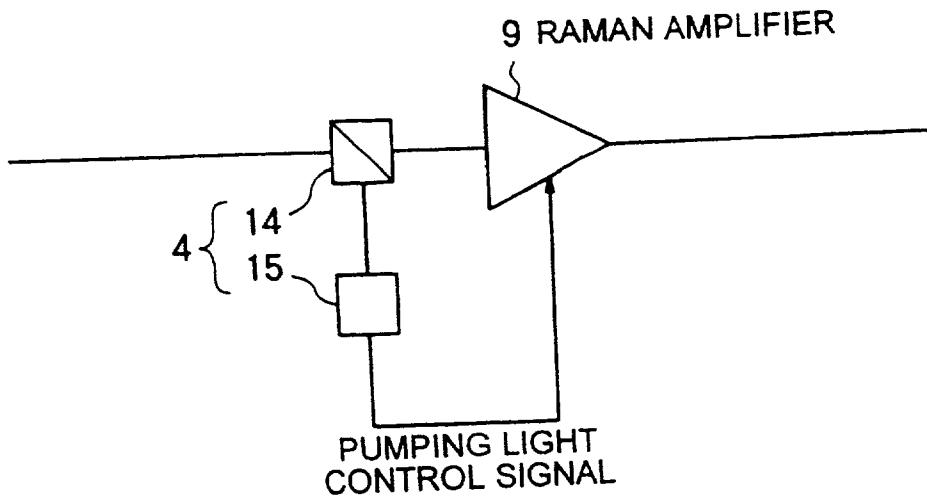 9 RAMAN AMPLIFIER
14
4
15
PUMPING LIGHT
CONTROL SIGNAL